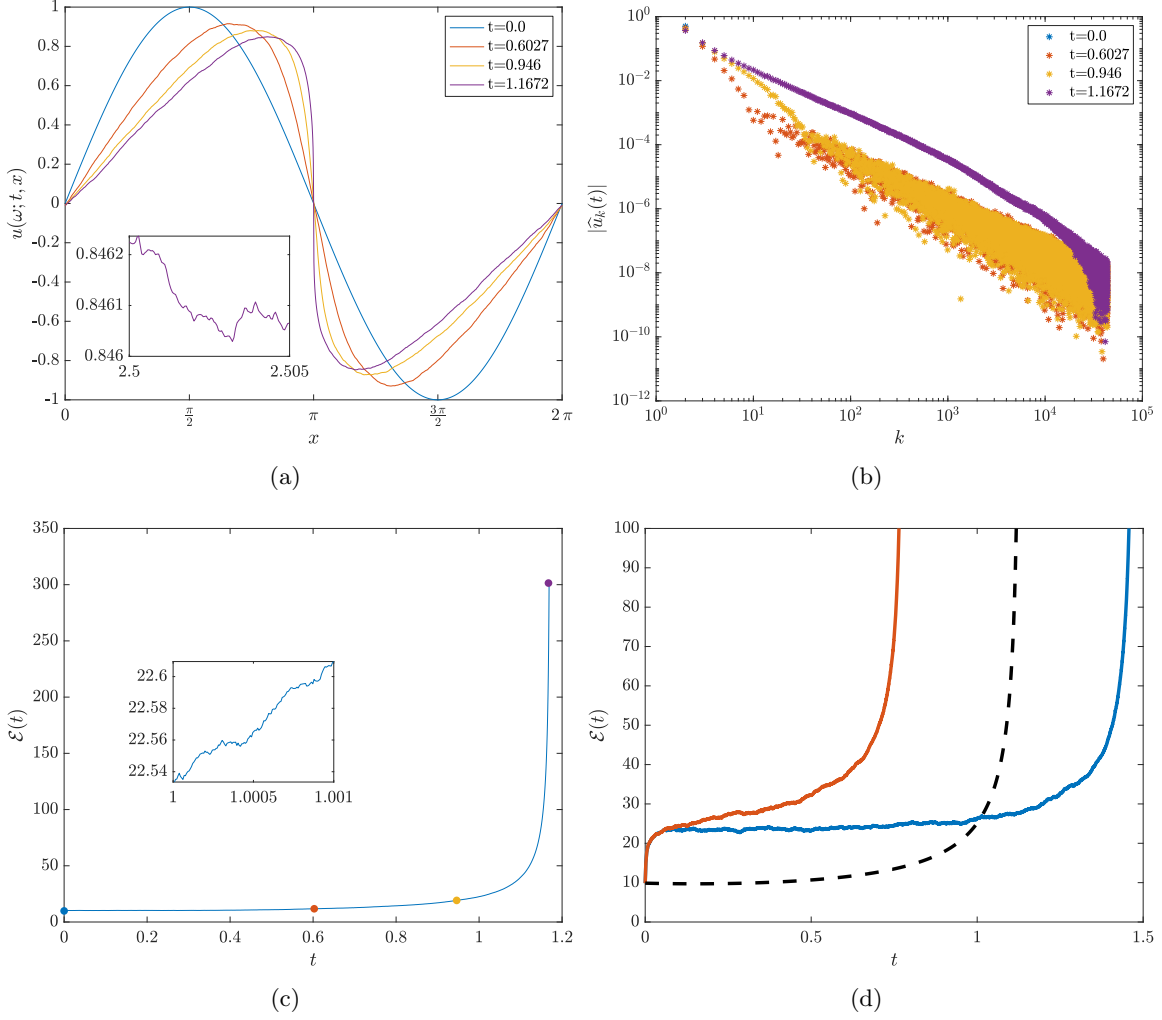 1
0.8
0.6
0.4
0.2
0
-0.2
-0.4
-0.6
-0.8
-1
u(ω; t, x)
t=0.0
t=0.6027
t=0.946
t=1.1672
0.8462
0.8461
0.846
2.5
2.505
0
π/2
π
3π/2
2 π
x
(a)
10^0
10^-2
10^-4
10^-6
10^-8
10^-10
10^-12
|û_k(t)|
t=0.0
t=0.6027
t=0.946
t=1.1672
10^0
10^1
10^2
10^3
10^4
10^5
k
(b)
350
300
250
200
150
100
50
0
ℰ(t)
22.6
22.58
22.56
22.54
1
1.0005
1.001
0
0.2
0.4
0.6
0.8
1
1.2
t
(c)
100
90
80
70
60
50
40
30
20
10
0
ℰ(t)
0
0.5
1
1.5
t
(d)